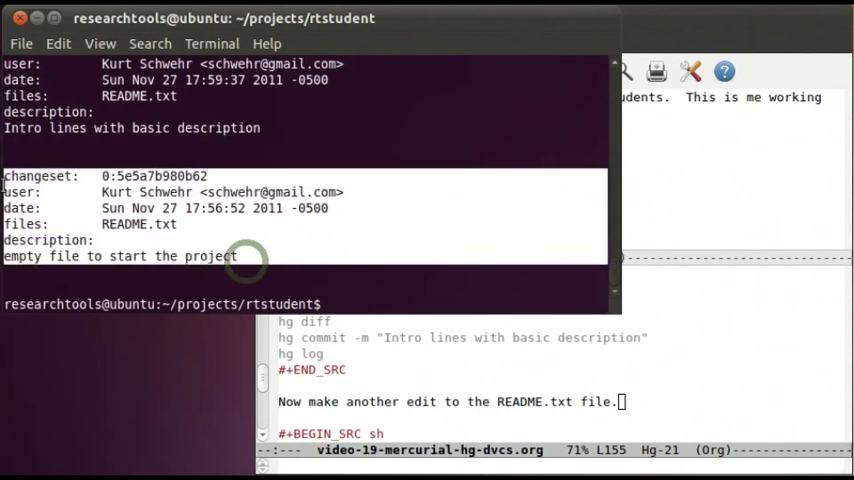 researchtools@ubuntu: ~/projects/rtstudent
File Edit View Search Terminal Help
user: Kurt Schwehr <schwehr@gmail.com>
date: Sun Nov 27 17:59:37 2011 -0500
files: README.txt
description:
Intro lines with basic description
changeset: 0:5e5a7b980b62
user: Kurt Schwehr <schwehr@gmail.com>
date: Sun Nov 27 17:56:52 2011 -0500
files: README.txt
description:
empty file to start the project
researchtools@ubuntu:~/projects/rtstudent$
udents. This is me working
hg diff
hg commit -m "Intro lines with basic description"
hg log
#+END_SRC
Now make another edit to the README.txt file.
#+BEGIN_SRC sh
--:--- video-19-mercurial-hg-dvcs.org 71% L155 Hg-21 (Org)